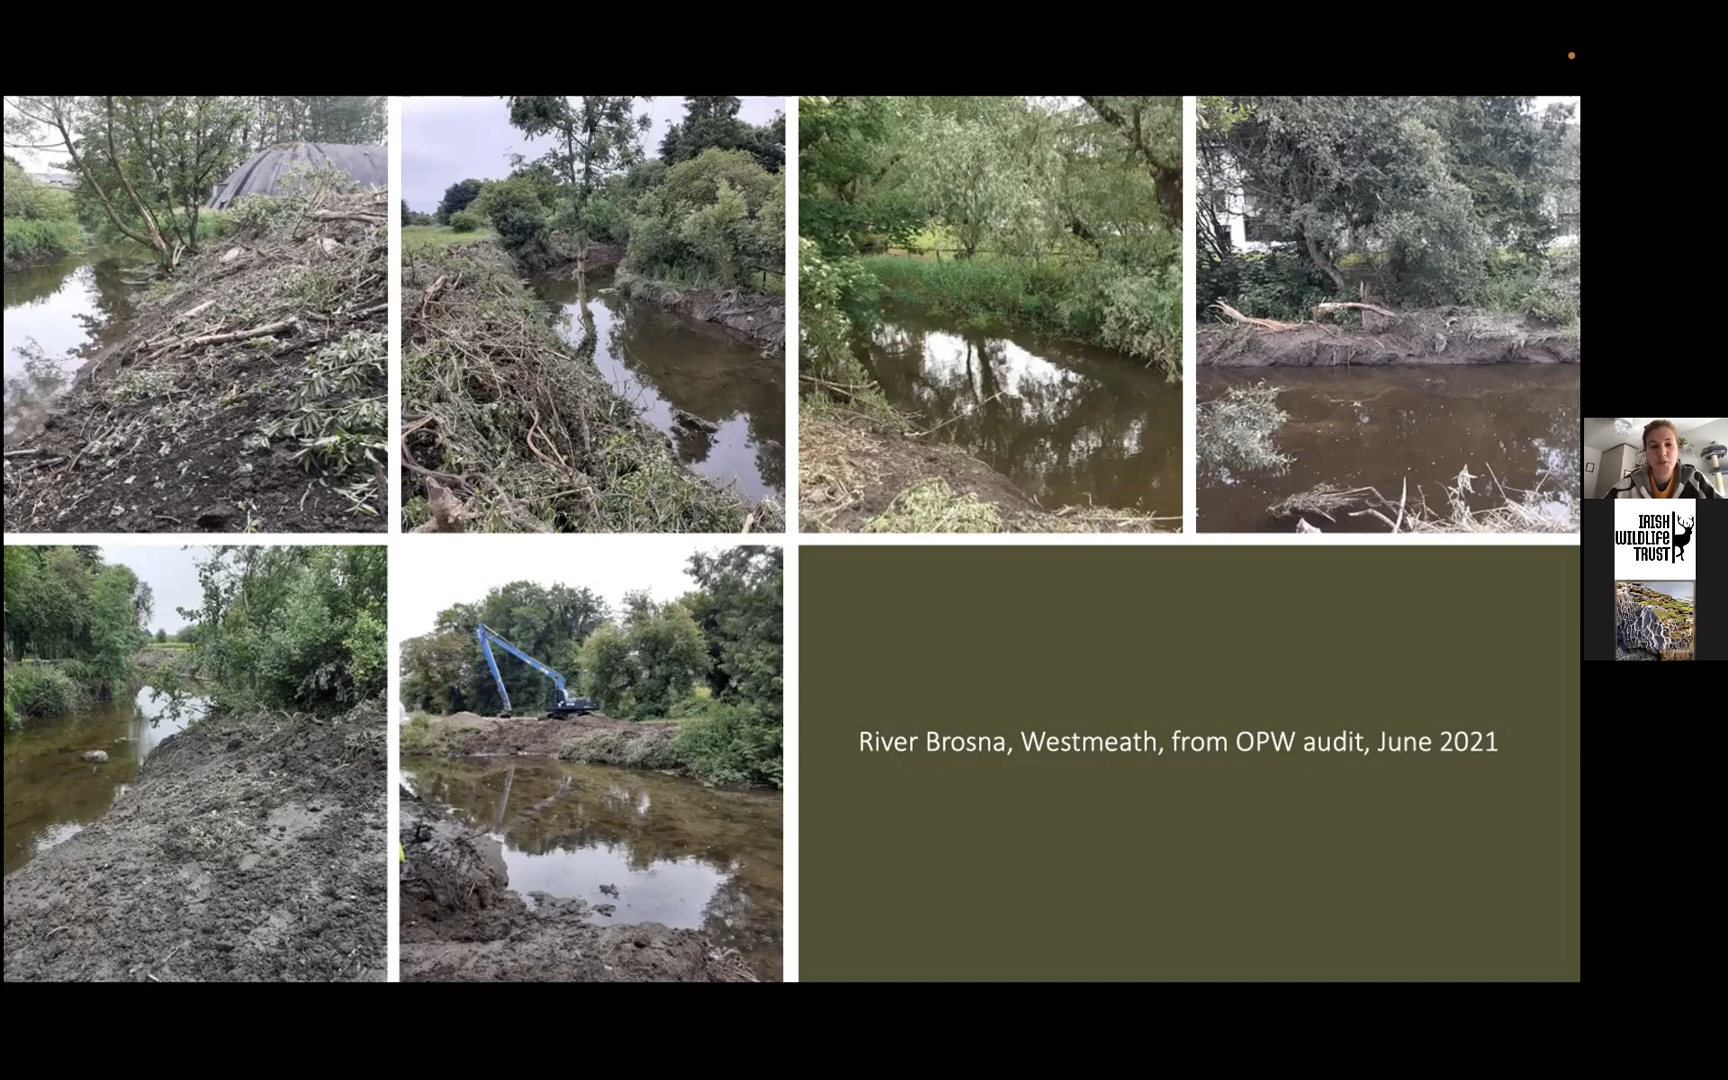 River Brosna, Westmeath, from OPW audit, June 2021
IRISH
WILDLIFE
TRUST